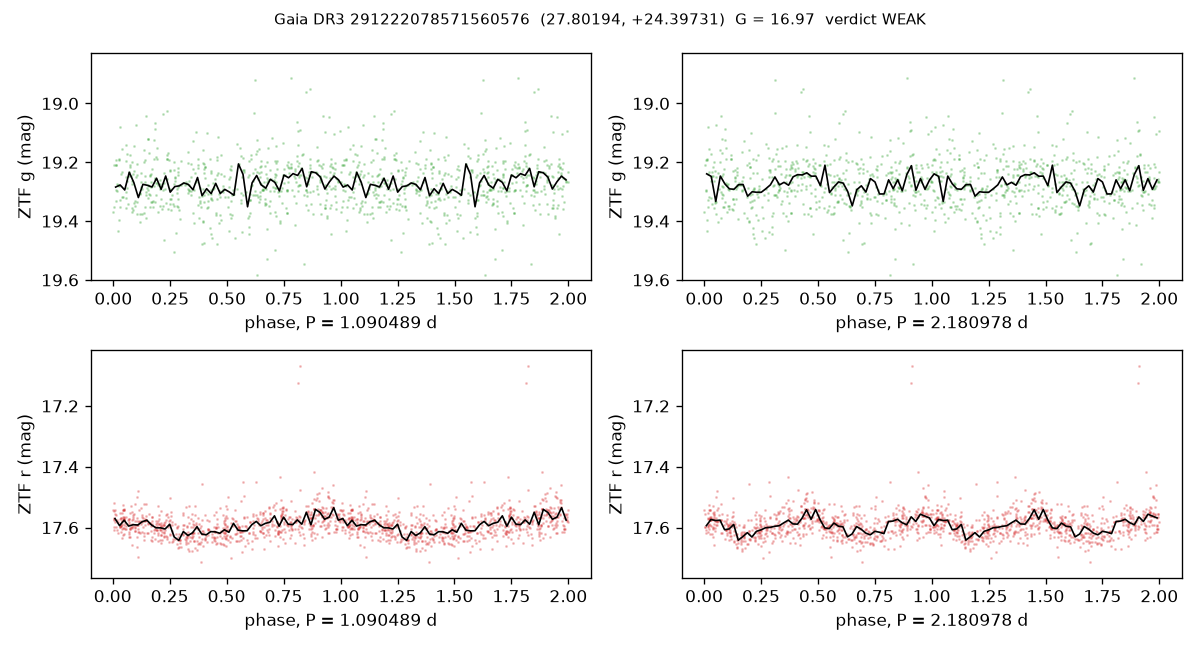 Gaia DR3 291222078571560576 (27.80194, +24.39731) G = 16.97 verdict WEAK
ZTF g (mag)
19.0
19.2
19.4
19.6
0.00 0.25 0.50 0.75 1.00 1.25 1.50 1.75 2.00
phase, P = 1.090489 d
ZTF g (mag)
19.0
19.2
19.4
19.6
0.00 0.25 0.50 0.75 1.00 1.25 1.50 1.75 2.00
phase, P = 2.180978 d
ZTF r (mag)
17.2
17.4
17.6
0.00 0.25 0.50 0.75 1.00 1.25 1.50 1.75 2.00
phase, P = 1.090489 d
ZTF r (mag)
17.2
17.4
17.6
0.00 0.25 0.50 0.75 1.00 1.25 1.50 1.75 2.00
phase, P = 2.180978 d